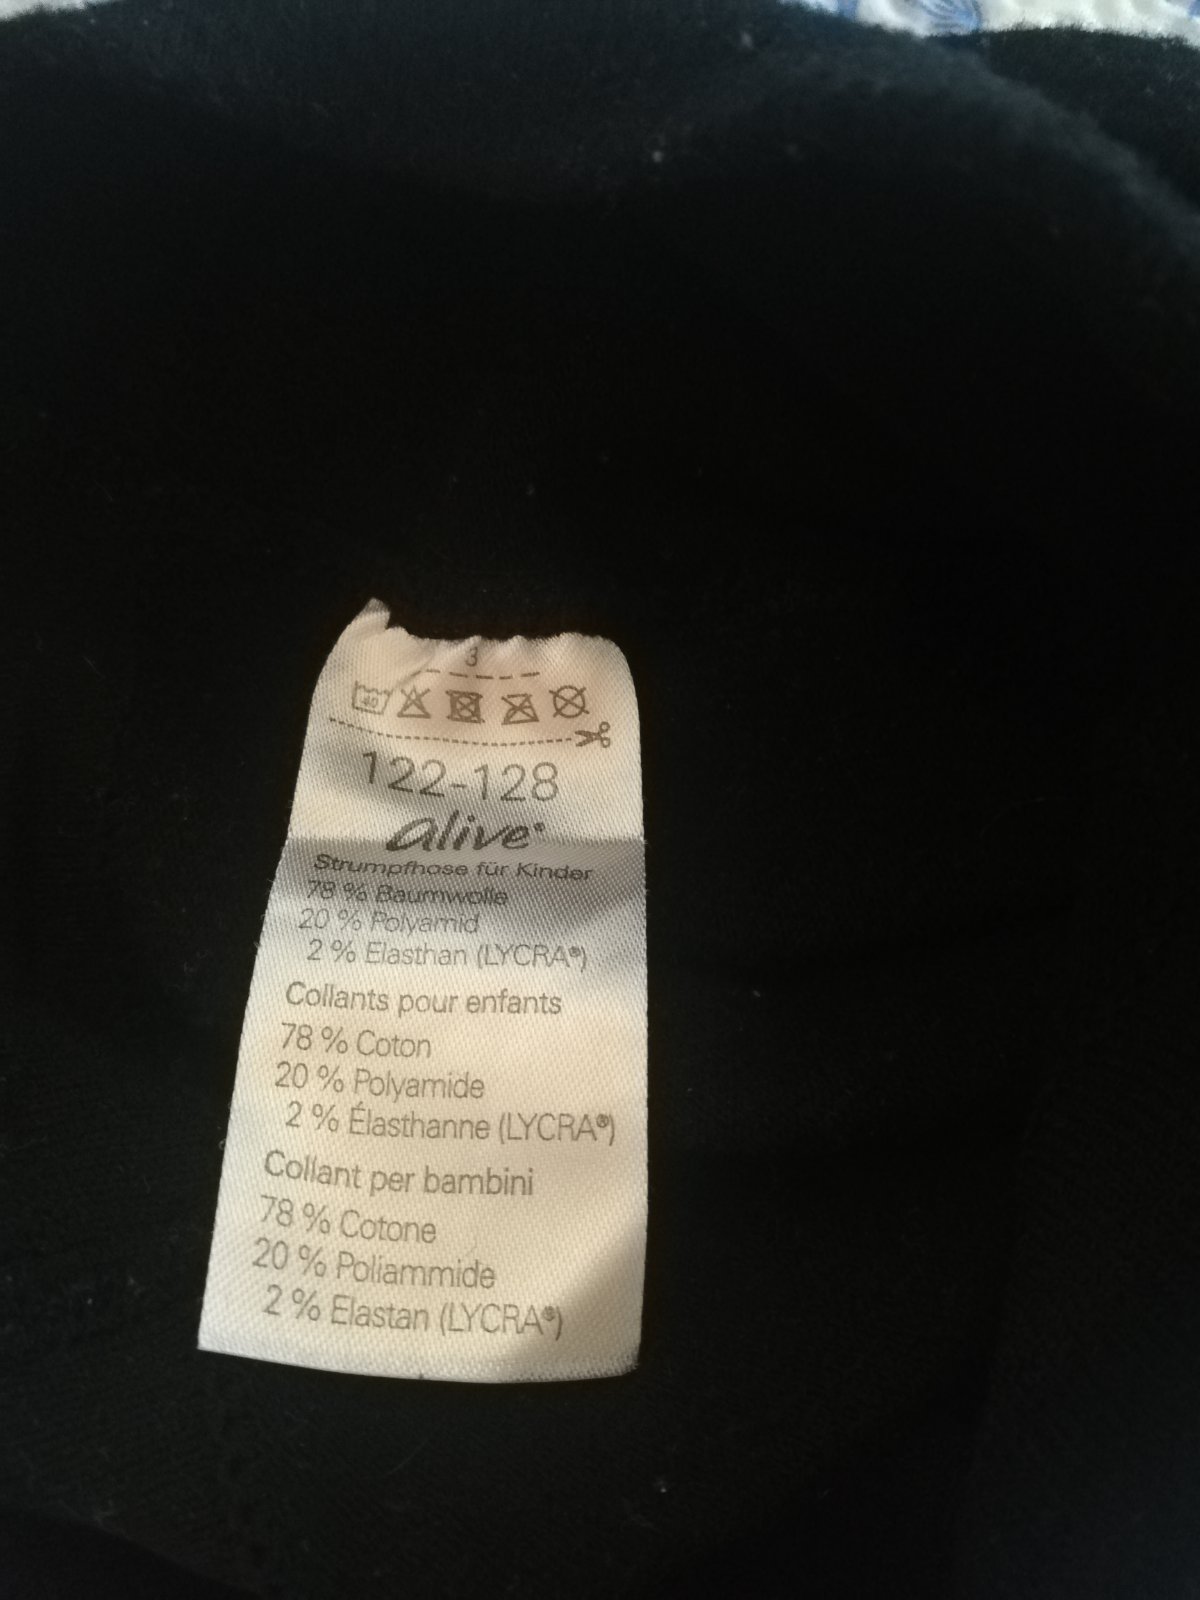 3
40
122-128
alive®
Strumpfhose für Kinder
78 % Baumwolle
20 % Polyamid
2 % Elasthan (LYCRA®)
Collants pour enfants
78 % Coton
20 % Polyamide
2 % Élasthanne (LYCRA®)
Collant per bambini
78 % Cotone
20 % Poliammide
2 % Elastan (LYCRA®)